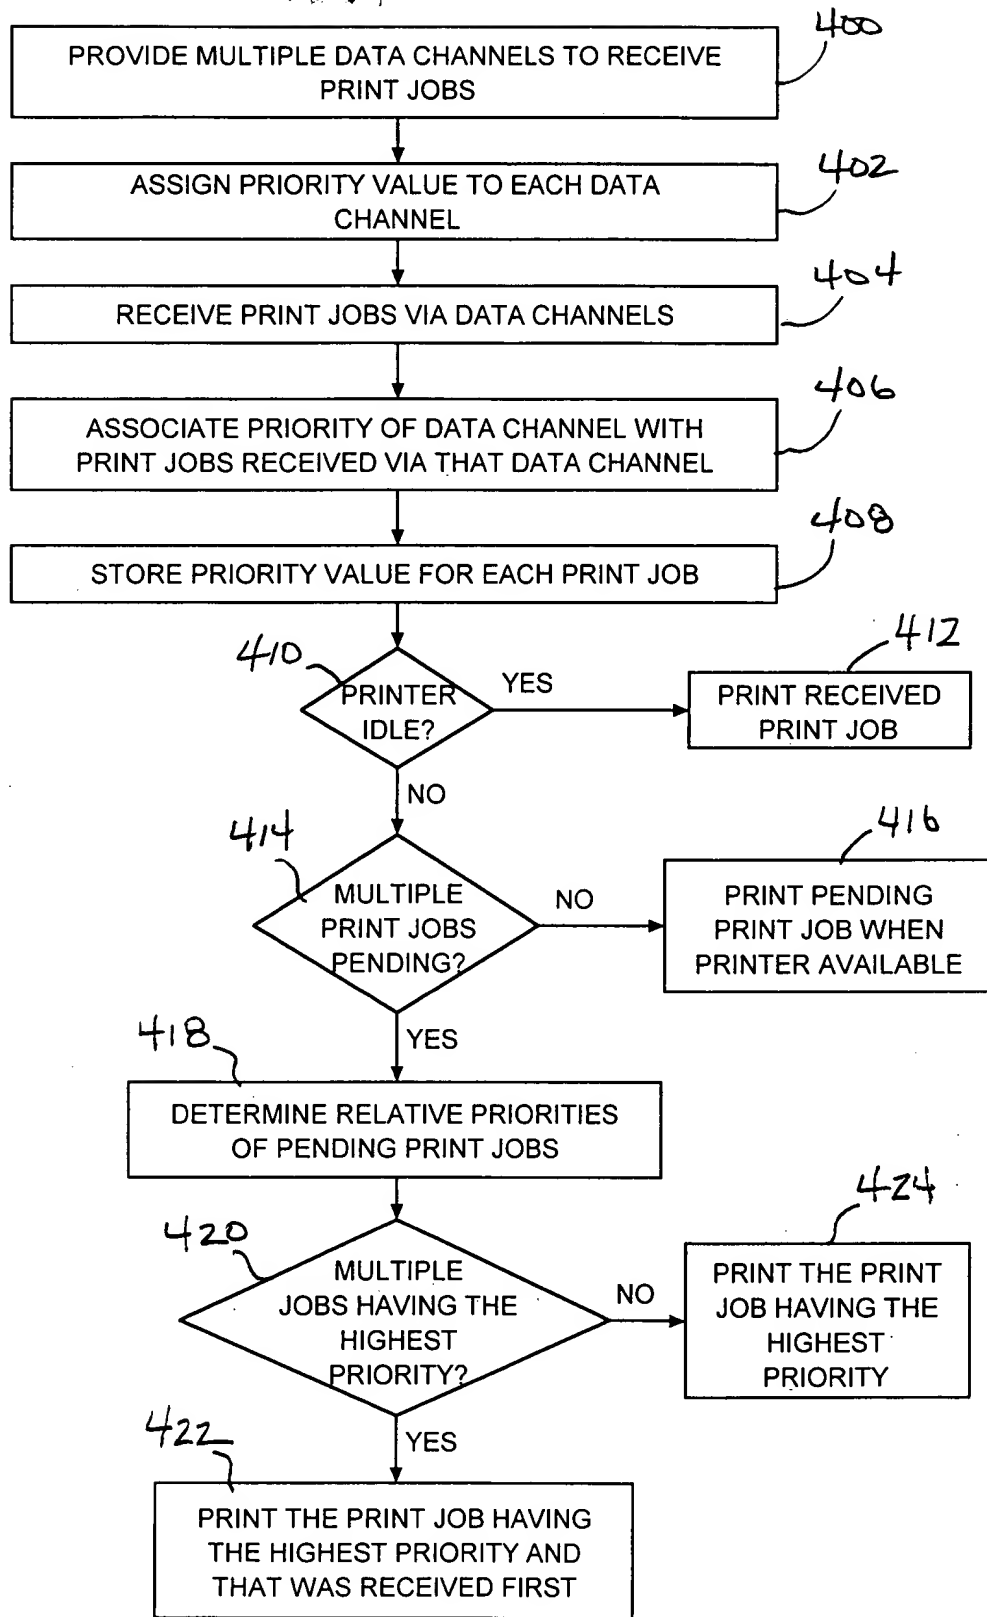 400
PROVIDE MULTIPLE DATA CHANNELS TO RECEIVE
PRINT JOBS
402
ASSIGN PRIORITY VALUE TO EACH DATA
CHANNEL
404
RECEIVE PRINT JOBS VIA DATA CHANNELS
406
ASSOCIATE PRIORITY OF DATA CHANNEL WITH
PRINT JOBS RECEIVED VIA THAT DATA CHANNEL
408
STORE PRIORITY VALUE FOR EACH PRINT JOB
410
PRINTER
IDLE?
YES
412
PRINT RECEIVED
PRINT JOB
NO
414
MULTIPLE
PRINT JOBS
PENDING?
NO
416
PRINT PENDING
PRINT JOB WHEN
PRINTER AVAILABLE
YES
418
DETERMINE RELATIVE PRIORITIES
OF PENDING PRINT JOBS
420
MULTIPLE
JOBS HAVING THE
HIGHEST
PRIORITY?
NO
424
PRINT THE PRINT
JOB HAVING THE
HIGHEST
PRIORITY
YES
422
PRINT THE PRINT JOB HAVING
THE HIGHEST PRIORITY AND
THAT WAS RECEIVED FIRST